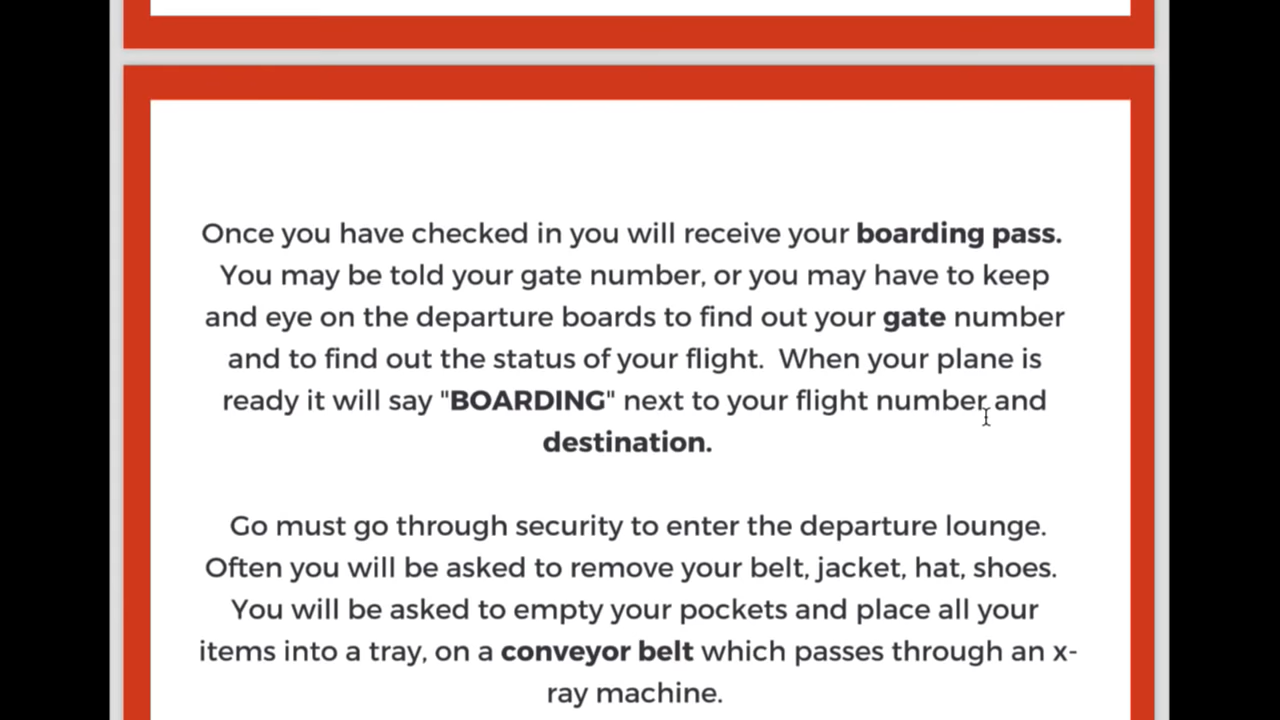 Once you have checked in you will receive your boarding pass.
You may be told your gate number, or you may have to keep
and eye on the departure boards to find out your gate number
and to find out the status of your flight.  When your plane is
ready it will say "BOARDING" next to your flight number and
destination.
Go must go through security to enter the departure lounge.
Often you will be asked to remove your belt, jacket, hat, shoes.
You will be asked to empty your pockets and place all your
items into a tray, on a conveyor belt which passes through an x-
ray machine.